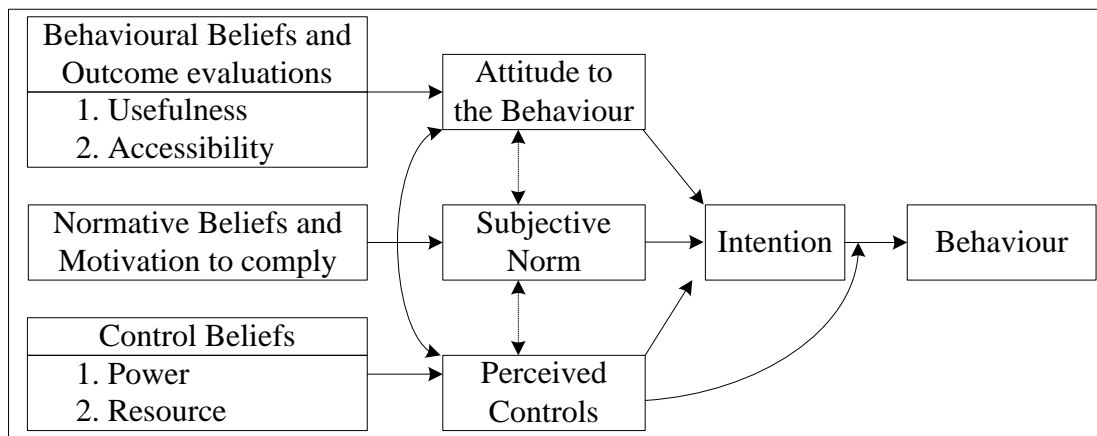 Behavioural Beliefs and
Outcome evaluations
1. Usefulness
2. Accessibility
Attitude to
the Behaviour
Normative Beliefs and
Motivation to comply
Subjective
Norm
Intention
Behaviour
Control Beliefs
1. Power
2. Resource
Perceived
Controls